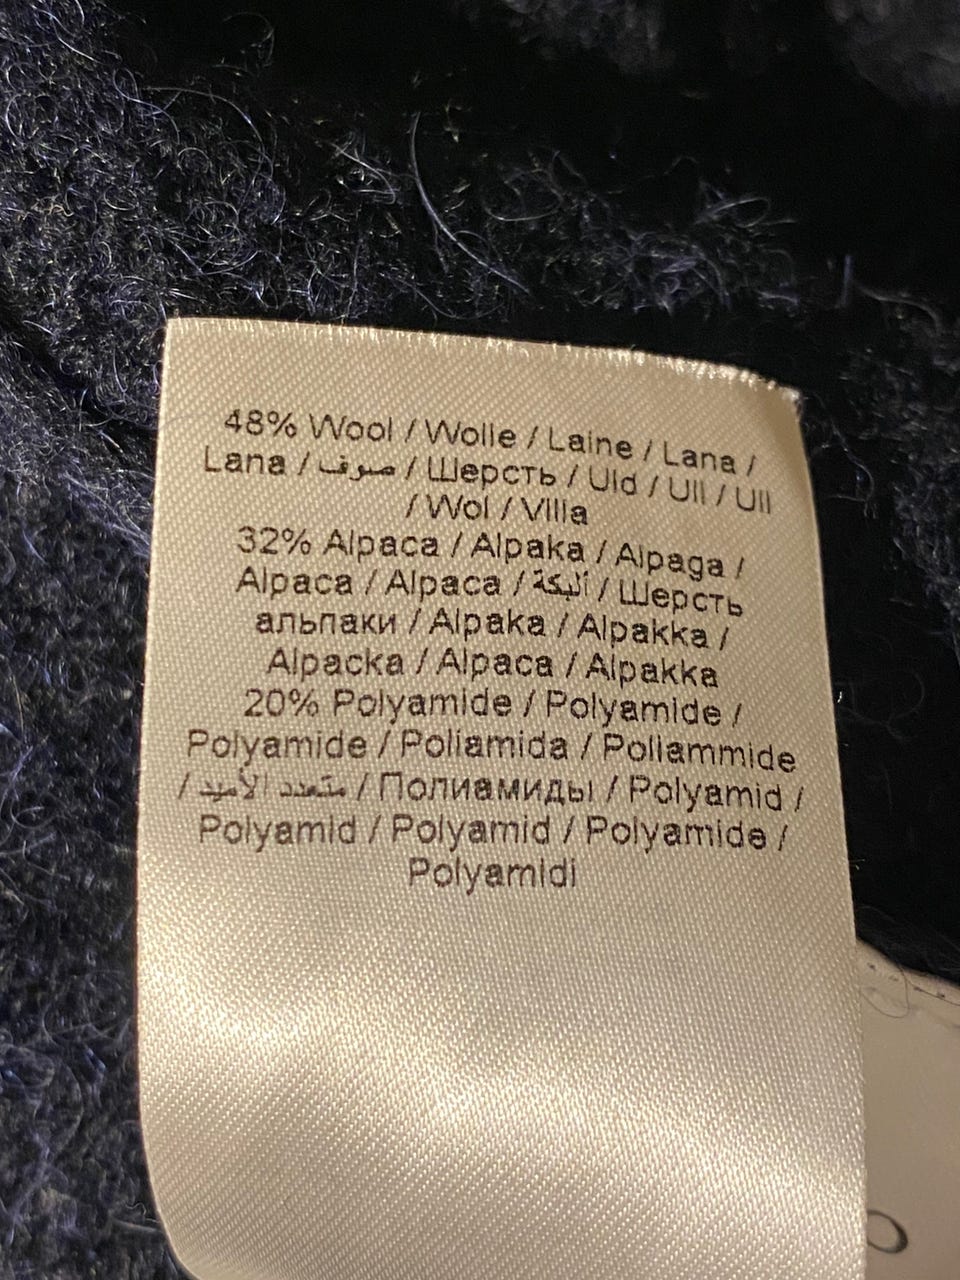 48% Wool / Wolle / Laine / Lana /
Lana / صوف / Шерсть / Uld / Ull / Ull
/ Wol / Villa
32% Alpaca / Alpaka / Alpaga /
Alpaca / Alpaca / ألبكة / Шерсть
альпаки / Alpaka / Alpakka /
Alpacka / Alpaca / Alpakka
20% Polyamide / Polyamide /
Polyamide / Poliamida / Poliammide
/ متعدد الأميد / Полиамиды / Polyamid /
Polyamid / Polyamid / Polyamide /
Polyamidi